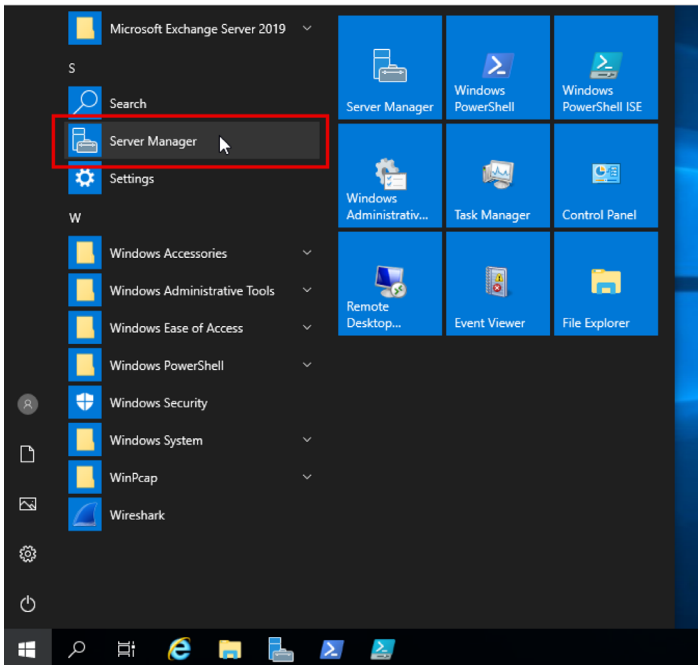 Microsoft Exchange Server 2019
S
Search
Server Manager
Settings
W
Windows Accessories
Windows Administrative Tools
Windows Ease of Access
Windows PowerShell
Windows Security
Windows System
WinPcap
Wireshark
Server Manager
Windows
PowerShell
Windows
PowerShell ISE
Windows
Administrativ...
Task Manager
Control Panel
Remote
Desktop...
Event Viewer
File Explorer